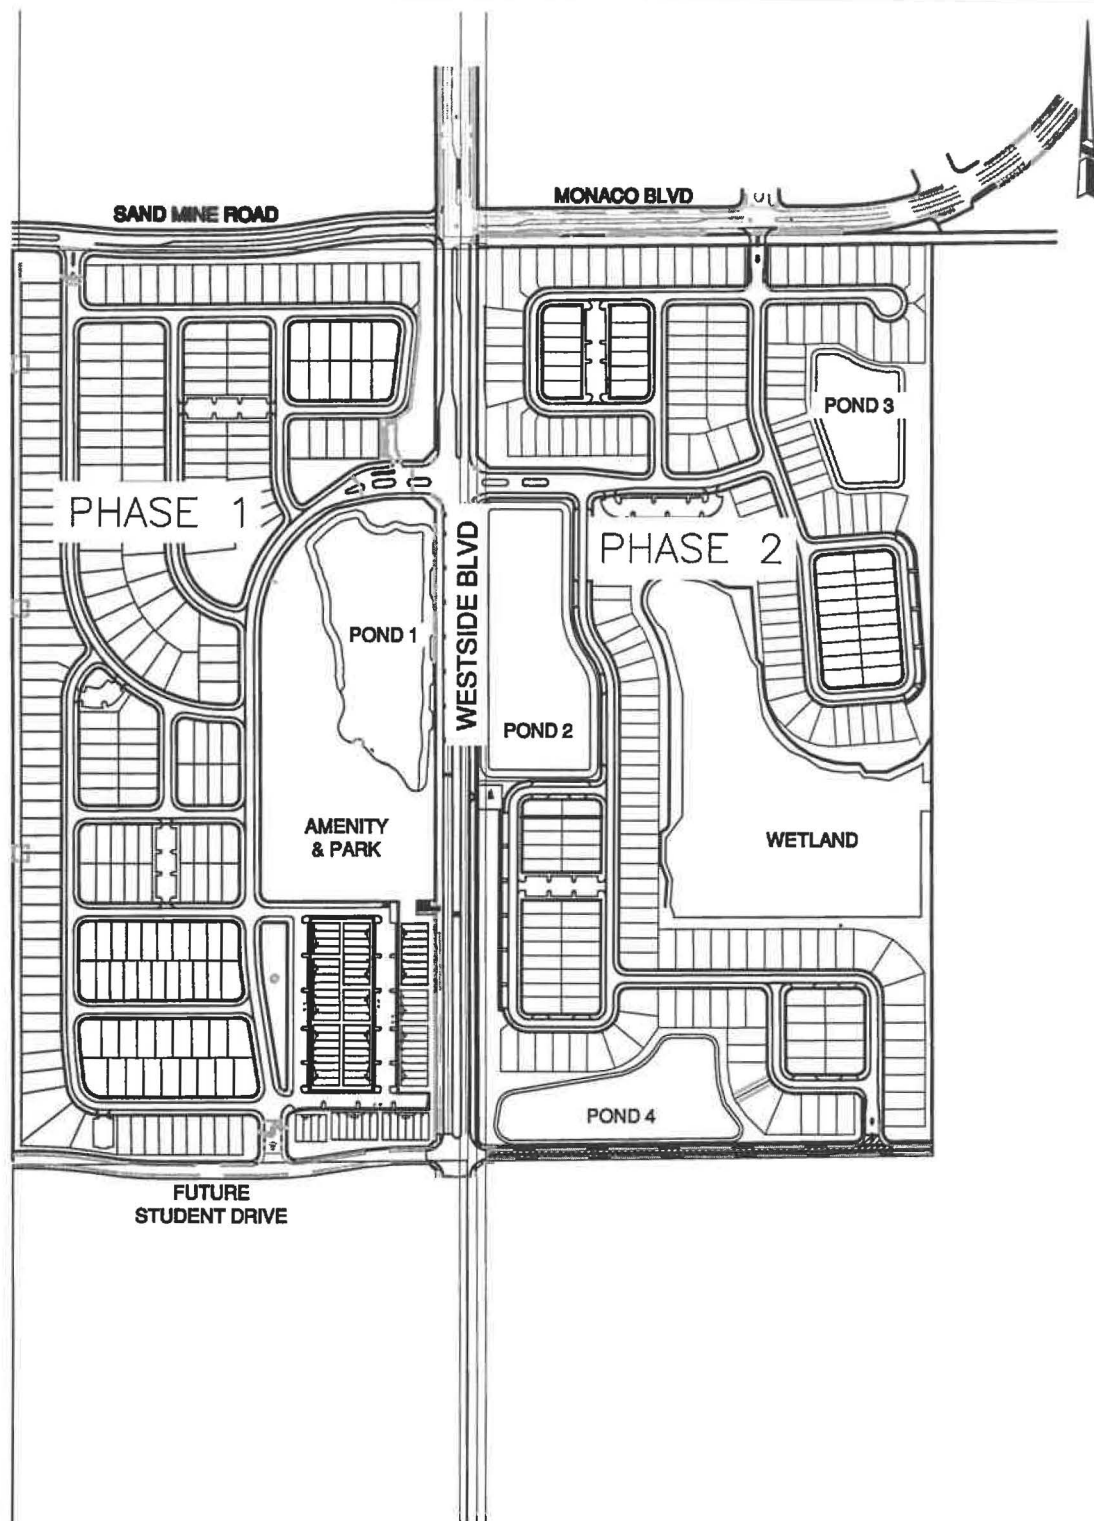 MONACO BLVD
SAND MINE ROAD
POND 3
PHASE 1
PHASE 2
WESTSIDE BLVD
POND 1
POND 2
AMENITY
& PARK
WETLAND
POND 4
FUTURE
STUDENT DRIVE